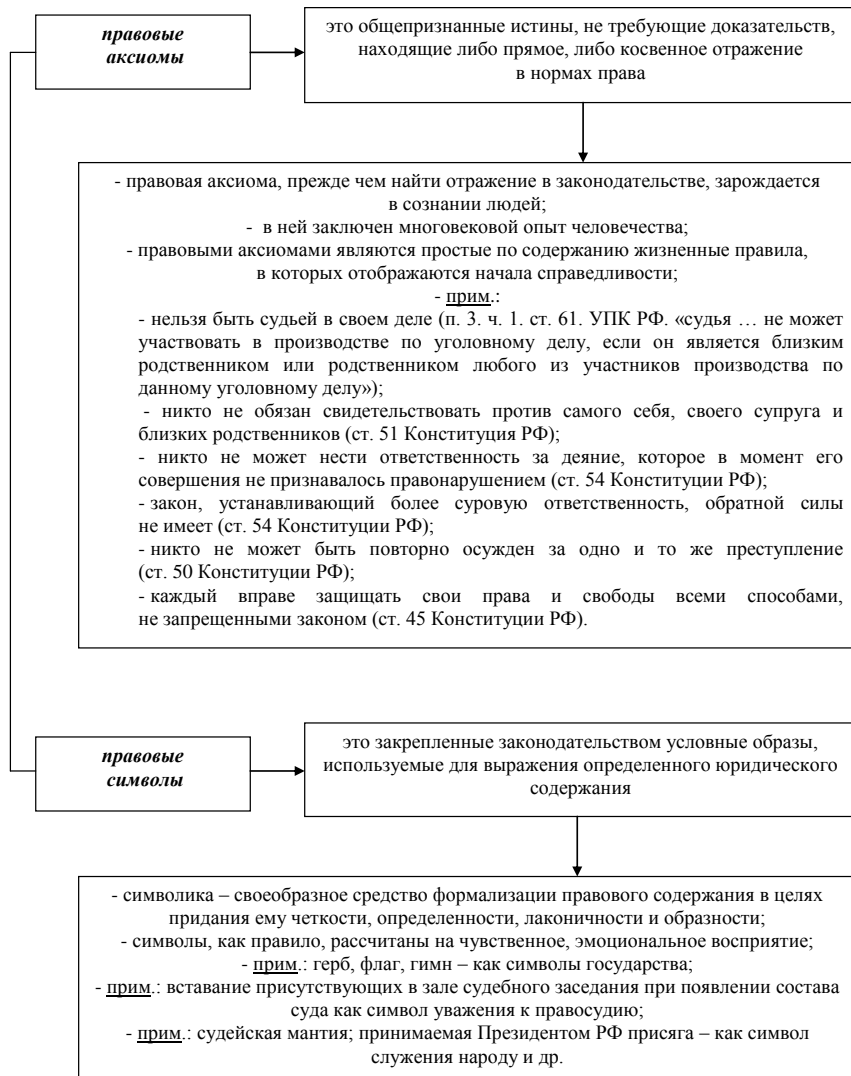 правовые
аксиомы
это общепризнанные истины, не требующие доказательств,
находящие либо прямое, либо косвенное отражение
в нормах права
- правовая аксиома, прежде чем найти отражение в законодательстве, зарождается
в сознании людей;
- в ней заключен многовековой опыт человечества;
- правовыми аксиомами являются простые по содержанию жизненные правила,
в которых отображаются начала справедливости;
- прим.:
- нельзя быть судьей в своем деле (п. 3. ч. 1. ст. 61. УПК РФ. «судья … не может
участвовать в производстве по уголовному делу, если он является близким
родственником или родственником любого из участников производства по
данному уголовному делу»);
- никто не обязан свидетельствовать против самого себя, своего супруга и
близких родственников (ст. 51 Конституция РФ);
- никто не может нести ответственность за деяние, которое в момент его
совершения не признавалось правонарушением (ст. 54 Конституции РФ);
- закон, устанавливающий более суровую ответственность, обратной силы
не имеет (ст. 54 Конституции РФ);
- никто не может быть повторно осужден за одно и то же преступление
(ст. 50 Конституции РФ);
- каждый вправе защищать свои права и свободы всеми способами,
не запрещенными законом (ст. 45 Конституции РФ).
правовые
символы
это закрепленные законодательством условные образы,
используемые для выражения определенного юридического
содержания
- символика – своеобразное средство формализации правового содержания в целях
придания ему четкости, определенности, лаконичности и образности;
- символы, как правило, рассчитаны на чувственное, эмоциональное восприятие;
- прим.: герб, флаг, гимн – как символы государства;
- прим.: вставание присутствующих в зале судебного заседания при появлении состава
суда как символ уважения к правосудию;
- прим.: судейская мантия; принимаемая Президентом РФ присяга – как символ
служения народу и др.